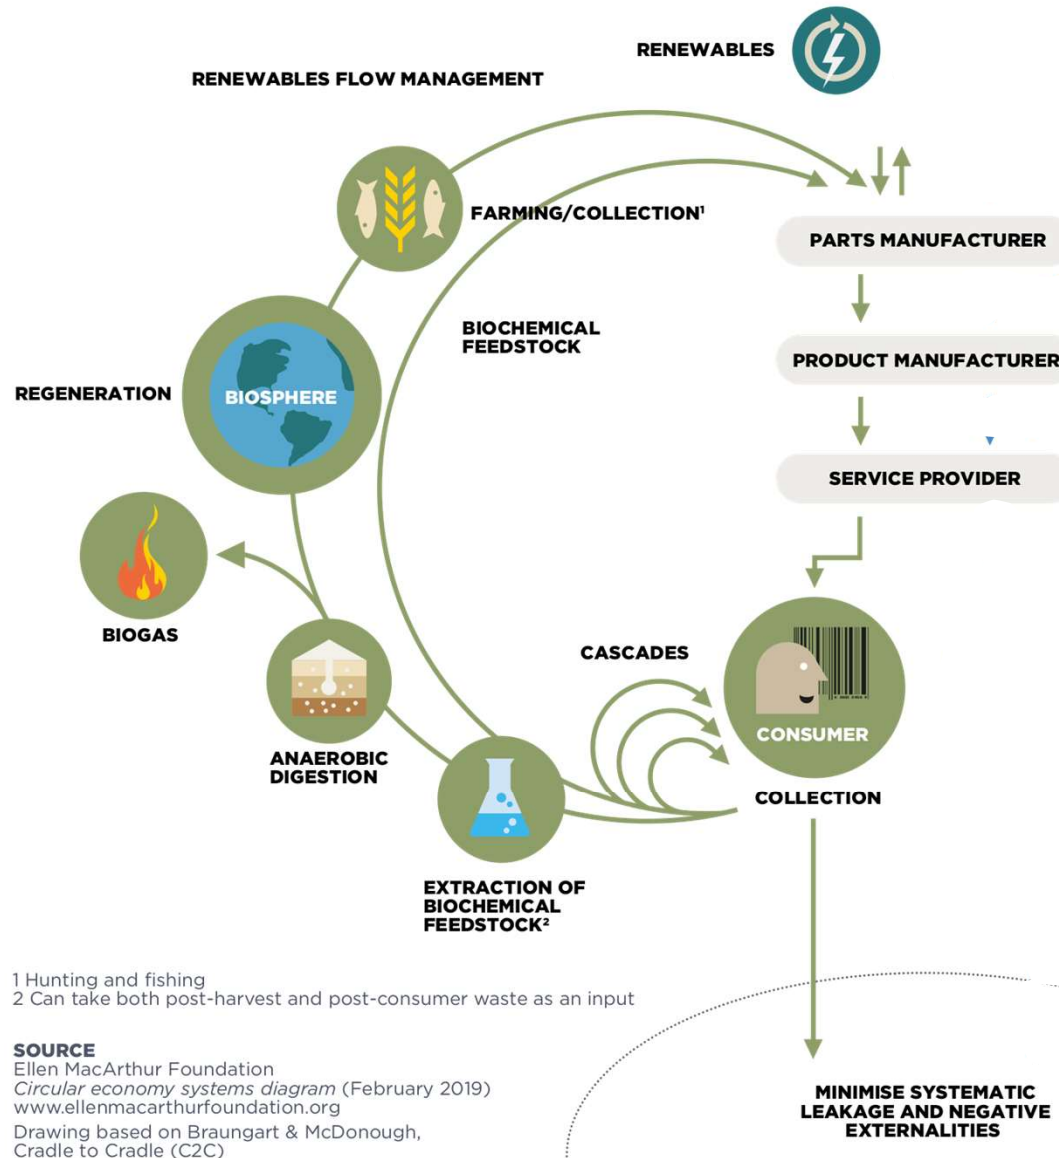 RENEWABLES
RENEWABLES FLOW MANAGEMENT
FARMING/COLLECTION¹
PARTS MANUFACTURER
BIOCHEMICAL
FEEDSTOCK
PRODUCT MANUFACTURER
REGENERATION
BIOSPHERE
SERVICE PROVIDER
BIOGAS
CASCADES
CONSUMER
ANAEROBIC
DIGESTION
COLLECTION
EXTRACTION OF
BIOCHEMICAL
FEEDSTOCK²
1 Hunting and fishing
2 Can take both post-harvest and post-consumer waste as an input
SOURCE
Ellen MacArthur Foundation
Circular economy systems diagram (February 2019)
www.ellenmacarthurfoundation.org
Drawing based on Braungart & McDonough,
Cradle to Cradle (C2C)
MINIMISE SYSTEMATIC
LEAKAGE AND NEGATIVE
EXTERNALITIES